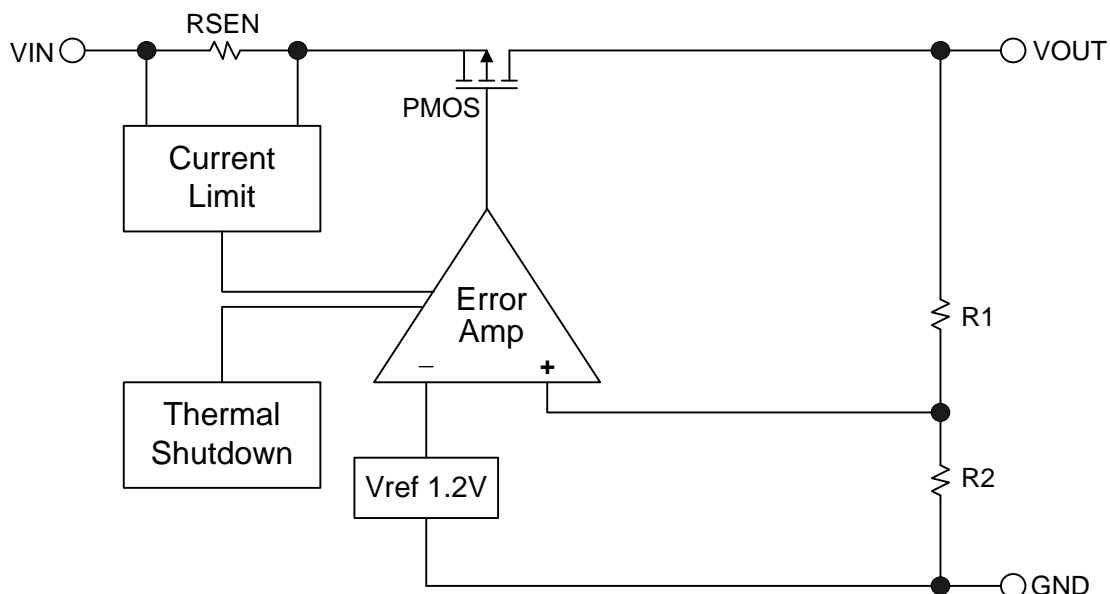 RSEN
VIN
VOUT
PMOS
Current
Limit
Error
Amp
R1
– +
Thermal
Shutdown
Vref 1.2V
R2
GND